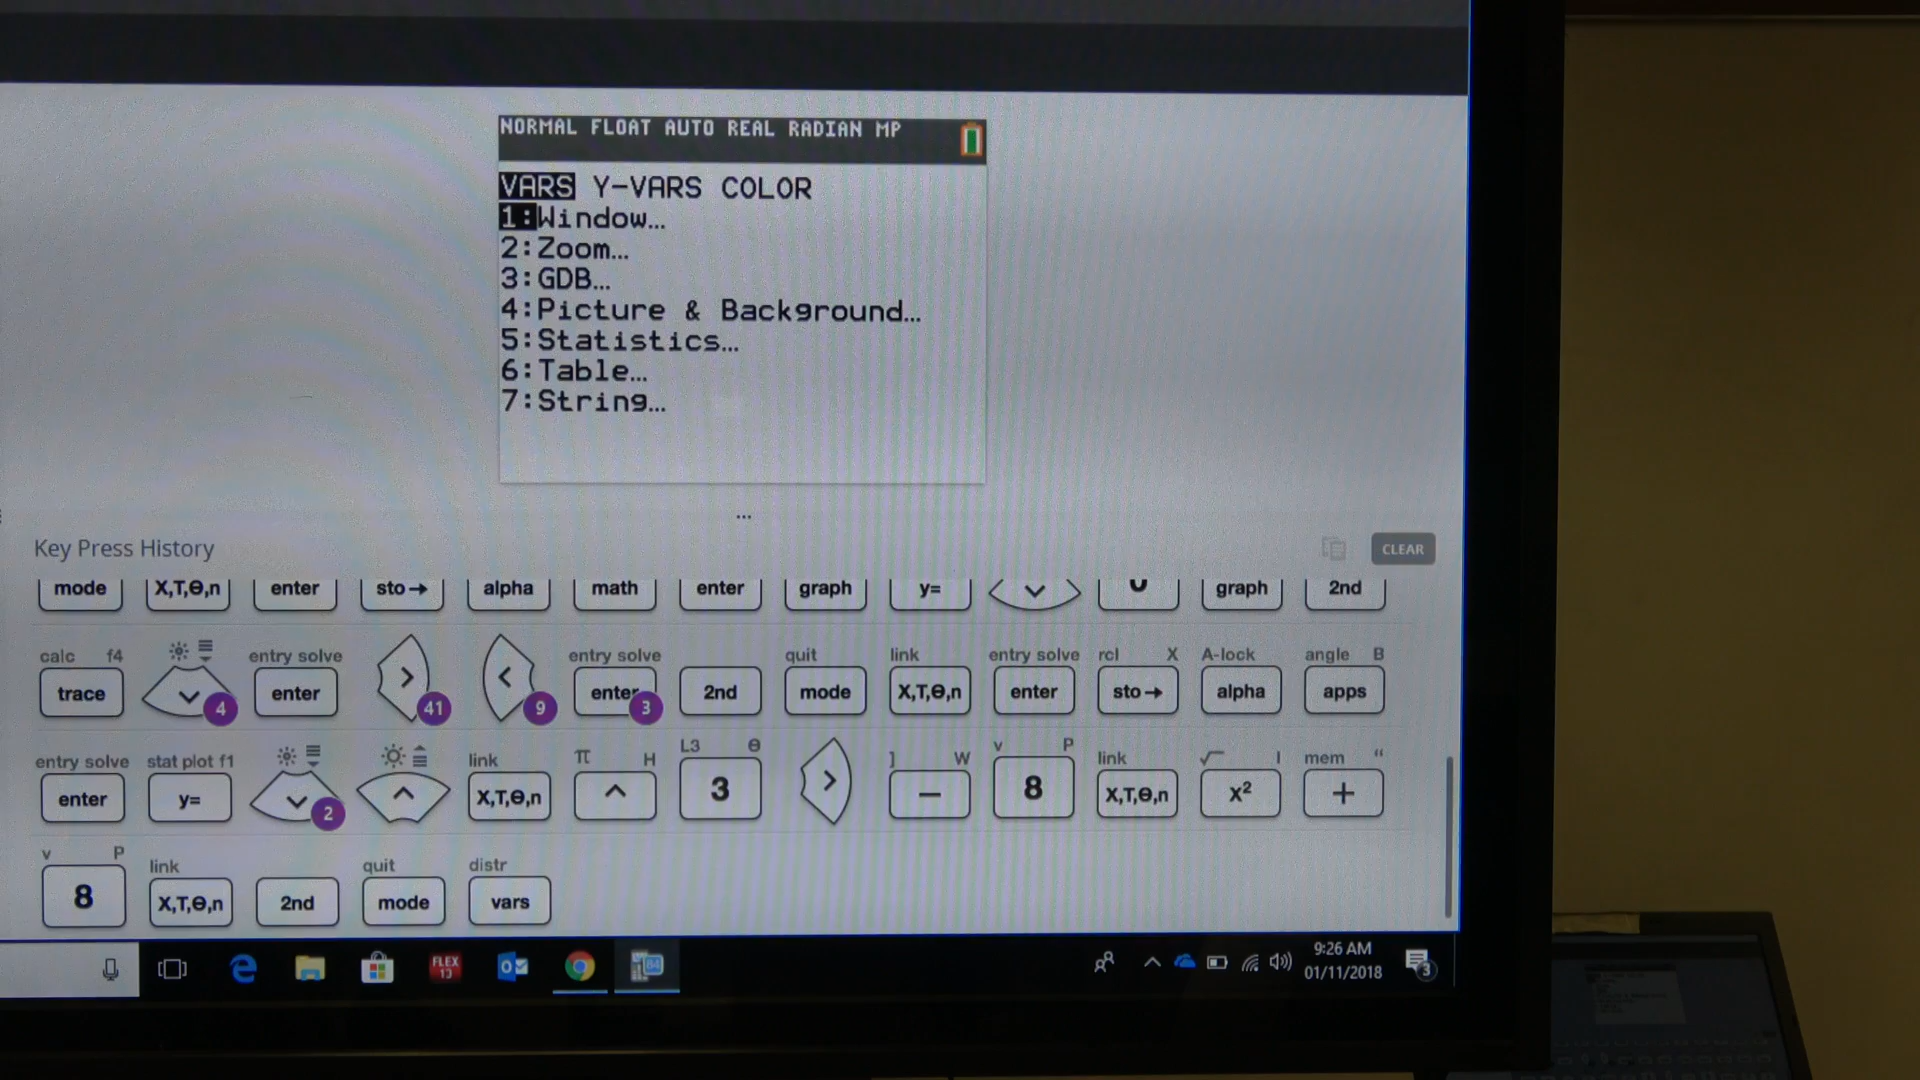 NORMAL FLOAT AUTO REAL RADIAN MP
VARS Y-VARS COLOR
1:Window...
2:Zoom...
3:GDB...
4:Picture & Background...
5:Statistics...
6:Table...
7:String...
...
Key Press History
CLEAR
mode X,T,Θ,n enter sto→ alpha math enter graph y= graph 2nd
calc f4 entry solve entry solve quit link entry solve rcl X A-lock angle B
trace 4 enter > 41 < 9 enter 3 2nd mode X,T,Θ,n enter sto→ alpha apps
entry solve stat plot f1 link π H L3 Θ ] W v P link √ I mem “
enter y= 2 X,T,Θ,n ^ 3 > − 8 X,T,Θ,n x² +
v P link quit distr
8 X,T,Θ,n 2nd mode vars
FLEX
84
9:26 AM
01/11/2018
3